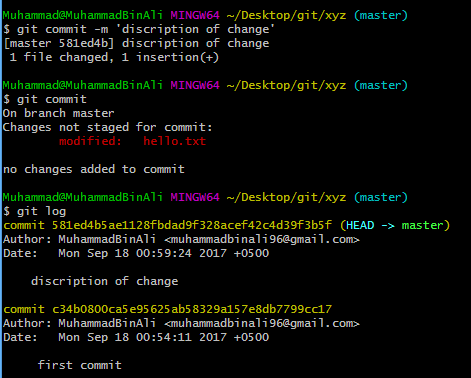 Muhammad@MuhammadBinAli MINGW64 ~/Desktop/git/xyz (master)
$ git commit -m 'discription of change'
[master 581ed4b] discription of change
 1 file changed, 1 insertion(+)

Muhammad@MuhammadBinAli MINGW64 ~/Desktop/git/xyz (master)
$ git commit
On branch master
Changes not staged for commit:
        modified:   hello.txt

no changes added to commit

Muhammad@MuhammadBinAli MINGW64 ~/Desktop/git/xyz (master)
$ git log
commit 581ed4b5ae1128fbdad9f328acef42c4d39f3b5f (HEAD -> master)
Author: MuhammadBinAli <muhammadbinali96@gmail.com>
Date:   Mon Sep 18 00:59:24 2017 +0500

    discription of change

commit c34b0800ca5e95625ab58329a157e8db7799cc17
Author: MuhammadBinAli <muhammadbinali96@gmail.com>
Date:   Mon Sep 18 00:54:11 2017 +0500

    first commit